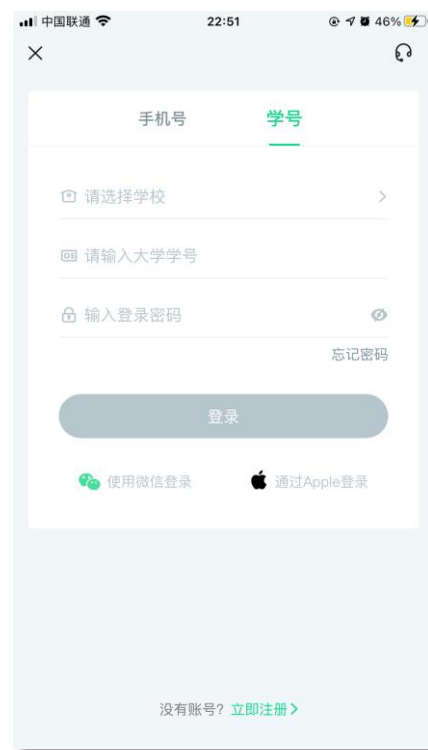 中国联通 22:51 46%
手机号 学号
请选择学校
请输入大学学号
输入登录密码
忘记密码
登录
使用微信登录 通过Apple登录
没有账号? 立即注册